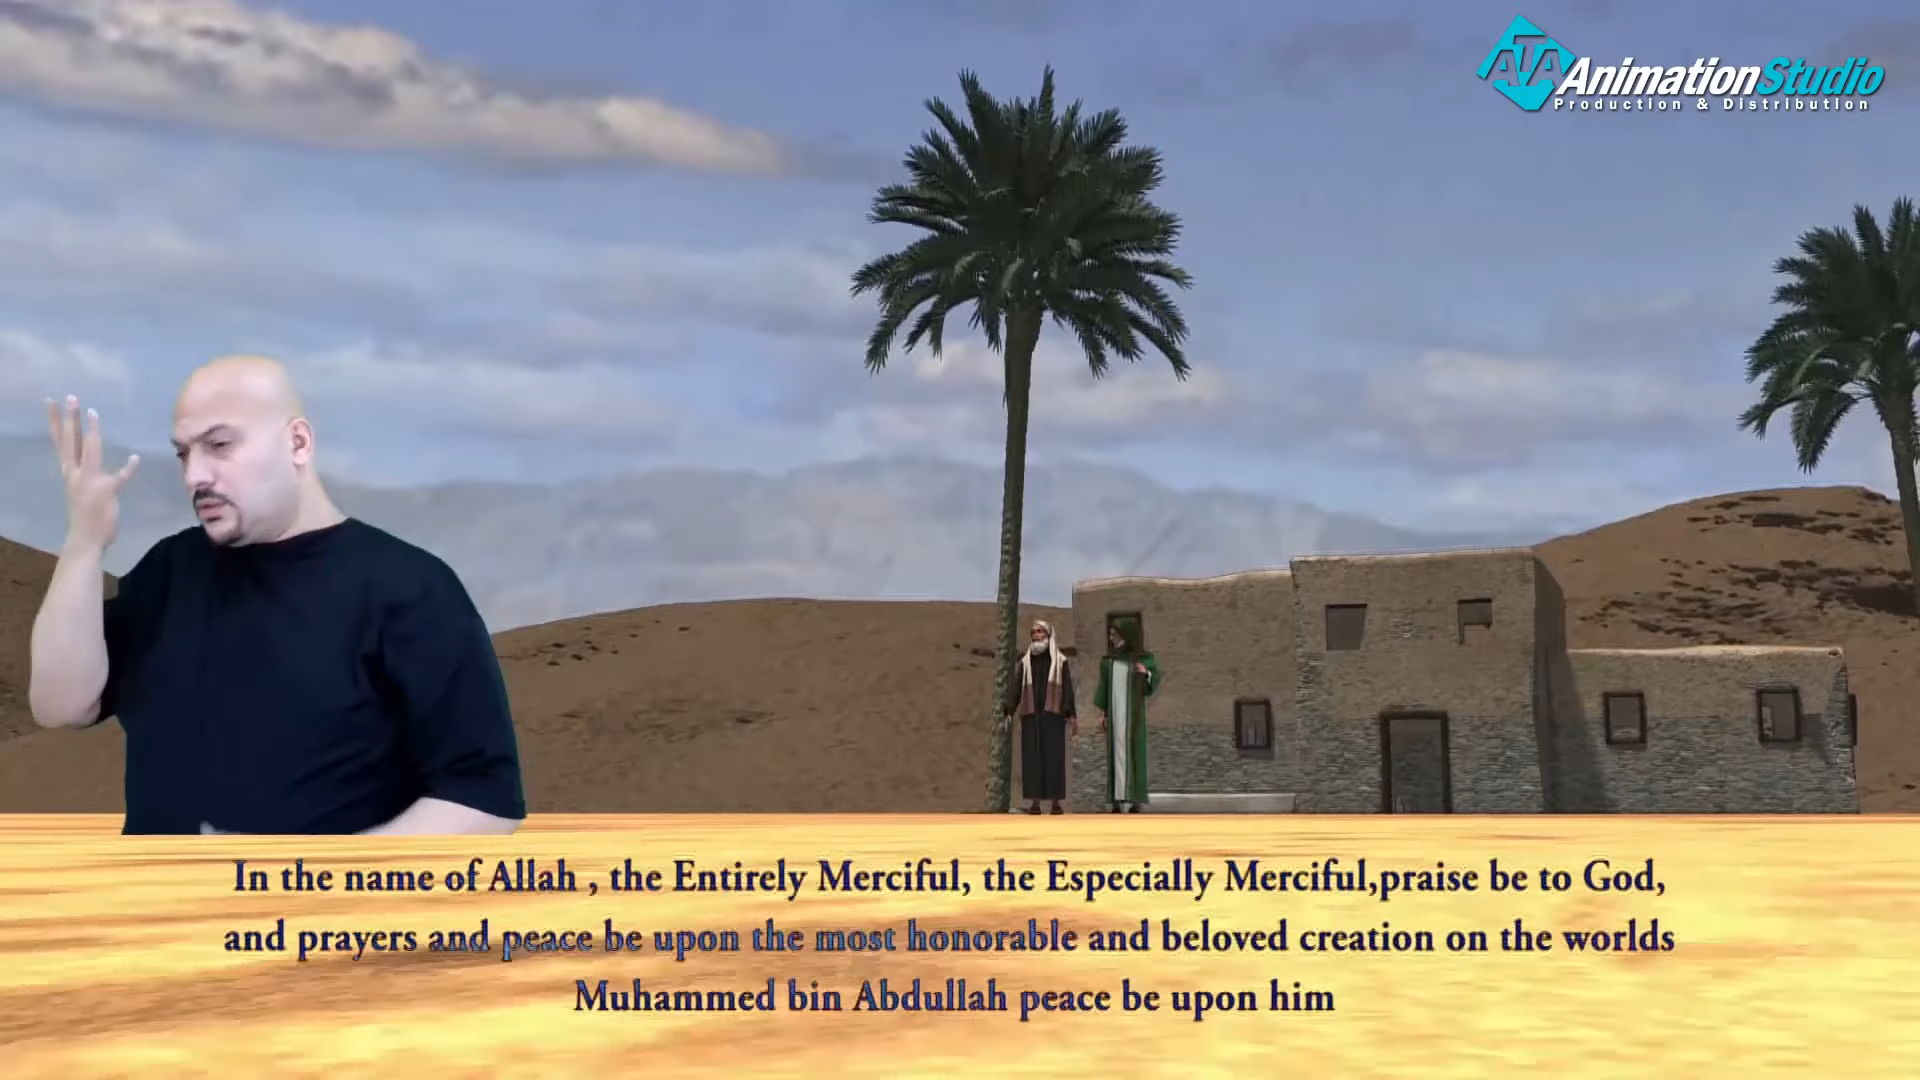 ATA AnimationStudio
Production & Distribution
In the name of Allah , the Entirely Merciful, the Especially Merciful,praise be to God,
and prayers and peace be upon the most honorable and beloved creation on the worlds
Muhammed bin Abdullah peace be upon him